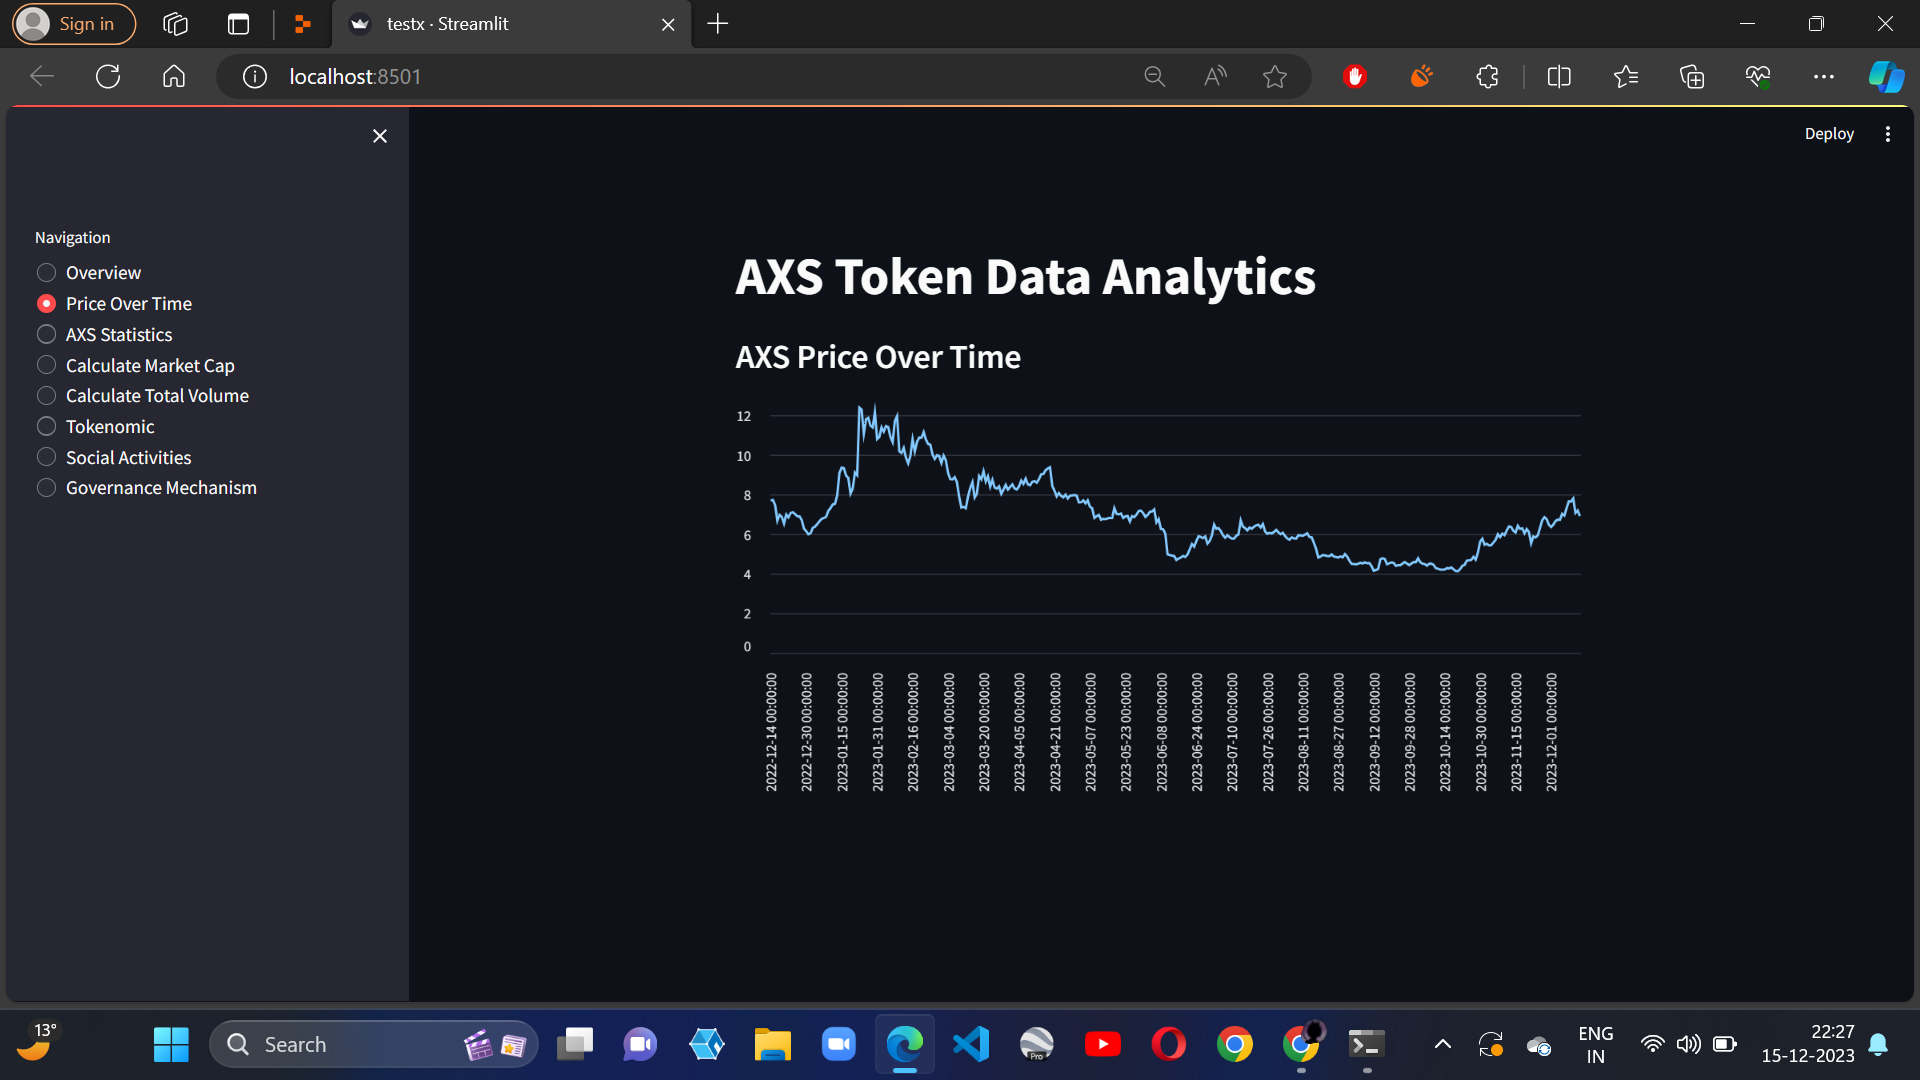 Sign in
testx · Streamlit
localhost:8501
Deploy
Navigation
Overview
Price Over Time
AXS Statistics
Calculate Market Cap
Calculate Total Volume
Tokenomic
Social Activities
Governance Mechanism
AXS Token Data Analytics
AXS Price Over Time
12
10
8
6
4
2
0
2022-12-14 00:00:00
2022-12-30 00:00:00
2023-01-15 00:00:00
2023-01-31 00:00:00
2023-02-16 00:00:00
2023-03-04 00:00:00
2023-03-20 00:00:00
2023-04-05 00:00:00
2023-04-21 00:00:00
2023-05-07 00:00:00
2023-05-23 00:00:00
2023-06-08 00:00:00
2023-06-24 00:00:00
2023-07-10 00:00:00
2023-07-26 00:00:00
2023-08-11 00:00:00
2023-08-27 00:00:00
2023-09-12 00:00:00
2023-09-28 00:00:00
2023-10-14 00:00:00
2023-10-30 00:00:00
2023-11-15 00:00:00
2023-12-01 00:00:00
13°
Search
Pro
ENG
IN
22:27
15-12-2023